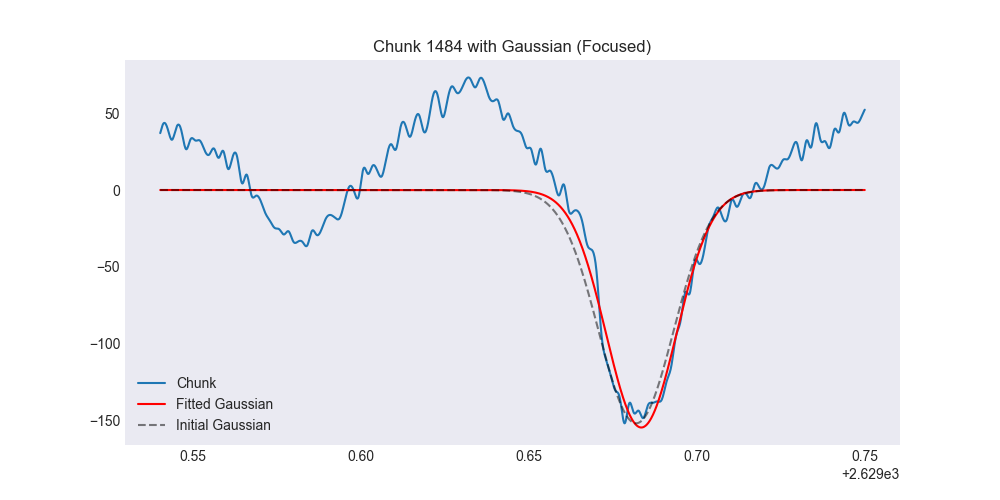 Chunk 1484 with Gaussian (Focused)
50
0
−50
−100
−150
Chunk
Fitted Gaussian
Initial Gaussian
0.55 0.60 0.65 0.70 0.75
+2.629e3